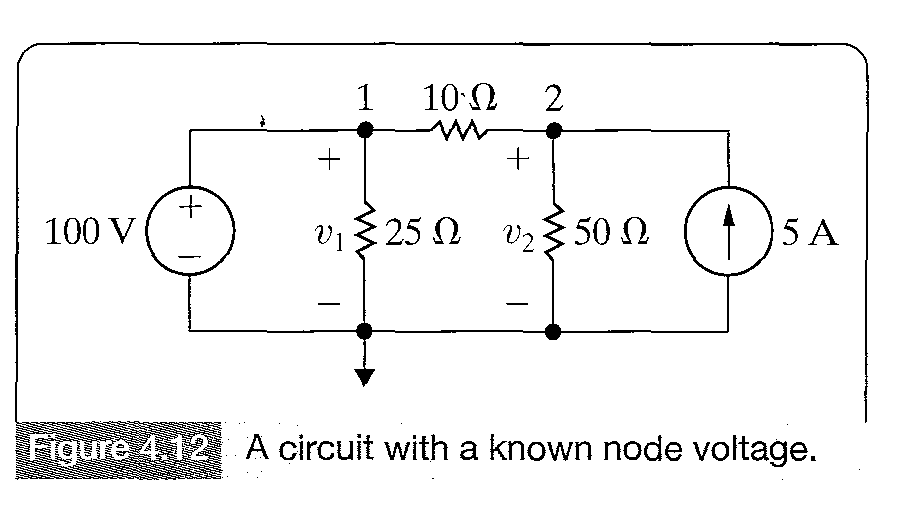 1 10 Ω 2
+ +
100 V + − v₁ 25 Ω v₂ 50 Ω 5 A
− −
Figure 4.12 A circuit with a known node voltage.